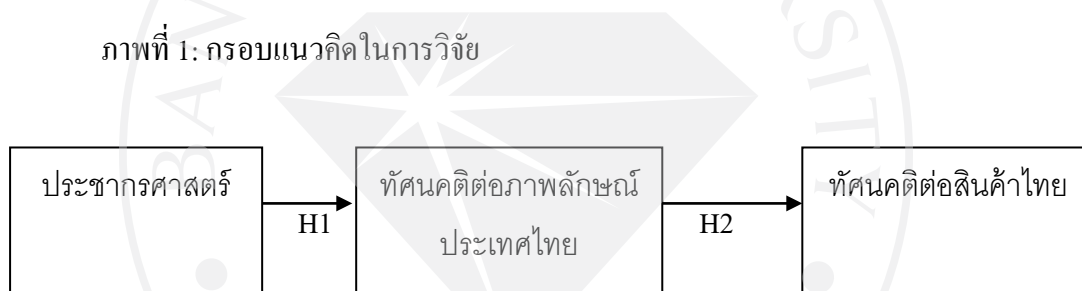 ภาพที่ 1: กรอบแนวคิดในการวิจัย
ประชากรศาสตร์
H1
ทัศนคติต่อภาพลักษณ์
ประเทศไทย
H2
ทัศนคติต่อสินค้าไทย
BAN
SITY